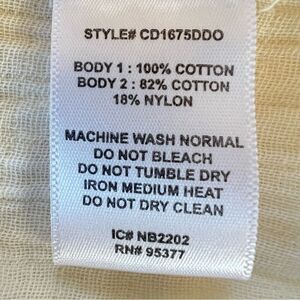 STYLE# CD1675DDO
BODY 1 : 100% COTTON
BODY 2 : 82% COTTON
18% NYLON
MACHINE WASH NORMAL
DO NOT BLEACH
DO NOT TUMBLE DRY
IRON MEDIUM HEAT
DO NOT DRY CLEAN
IC# NB2202
RN# 95377